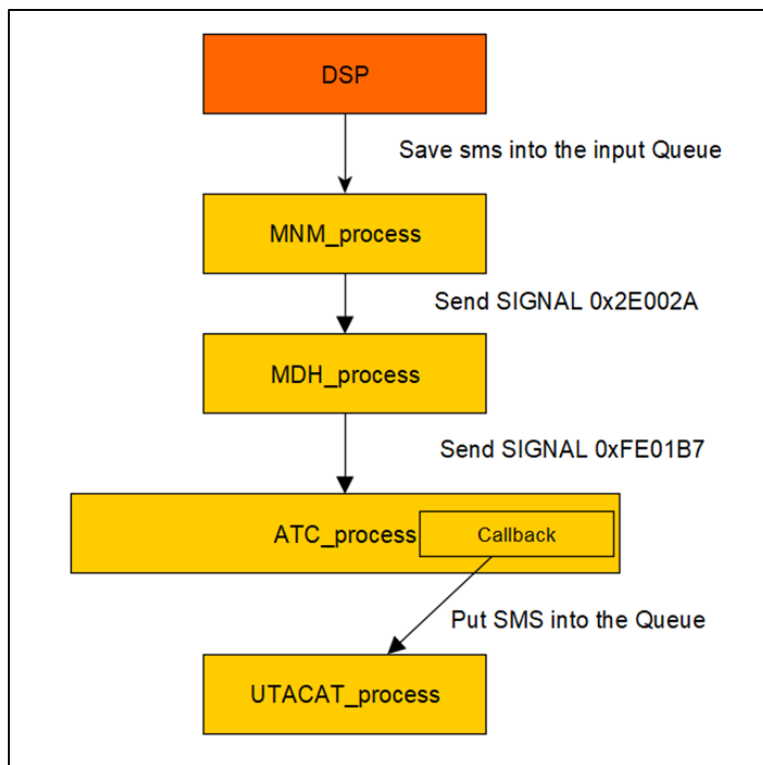 DSP
Save sms into the input Queue
MNM_process
Send SIGNAL 0x2E002A
MDH_process
Send SIGNAL 0xFE01B7
ATC_process
Callback
Put SMS into the Queue
UTACAT_process